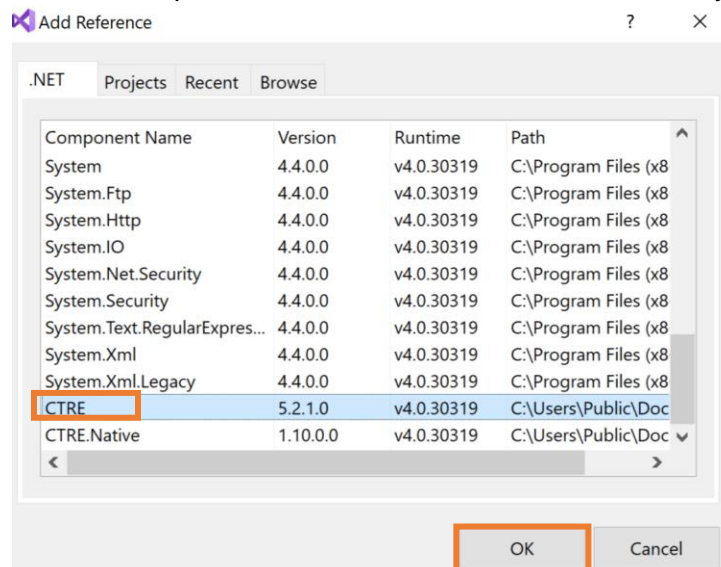 Add Reference ? ×
.NET Projects Recent Browse
Component Name Version Runtime Path
System 4.4.0.0 v4.0.30319 C:\Program Files (x8
System.Ftp 4.4.0.0 v4.0.30319 C:\Program Files (x8
System.Http 4.4.0.0 v4.0.30319 C:\Program Files (x8
System.IO 4.4.0.0 v4.0.30319 C:\Program Files (x8
System.Net.Security 4.4.0.0 v4.0.30319 C:\Program Files (x8
System.Security 4.4.0.0 v4.0.30319 C:\Program Files (x8
System.Text.RegularExpres... 4.4.0.0 v4.0.30319 C:\Program Files (x8
System.Xml 4.4.0.0 v4.0.30319 C:\Program Files (x8
System.Xml.Legacy 4.4.0.0 v4.0.30319 C:\Program Files (x8
CTRE 5.2.1.0 v4.0.30319 C:\Users\Public\Doc
CTRE.Native 1.10.0.0 v4.0.30319 C:\Users\Public\Doc
OK Cancel